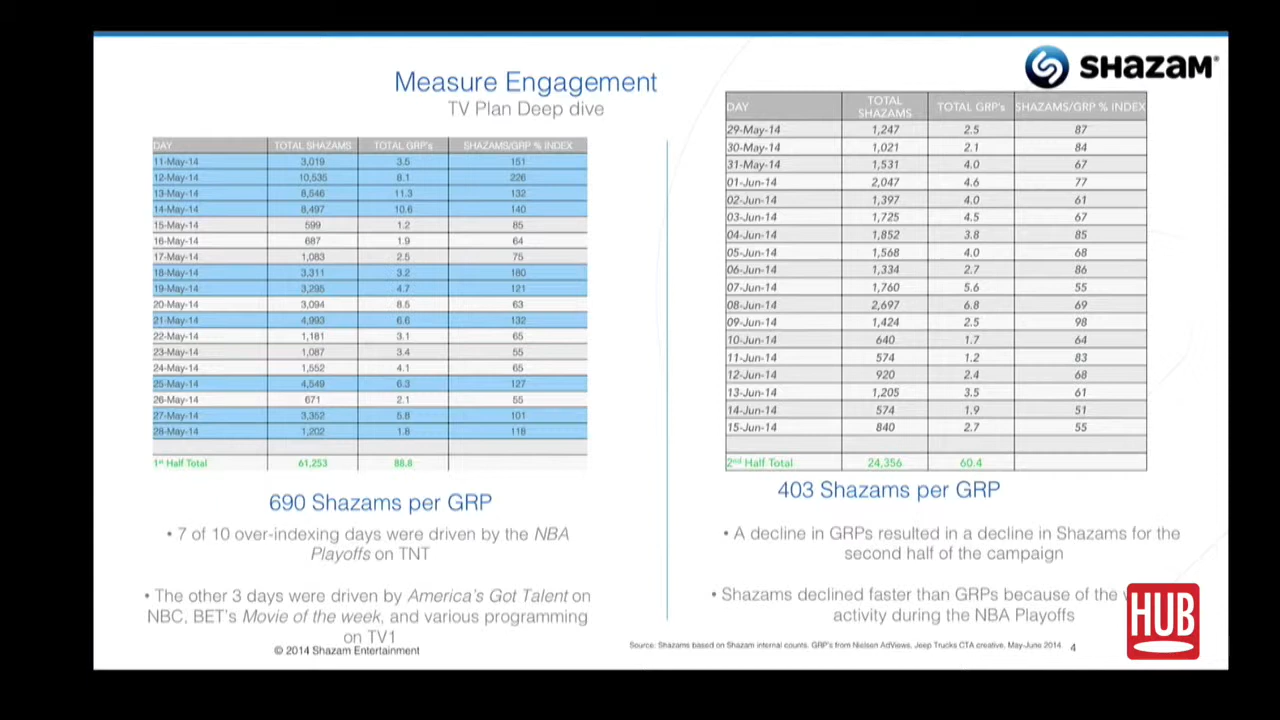 SHAZAM®
Measure Engagement
TV Plan Deep dive
DAY TOTAL SHAZAMS TOTAL GRP's SHAZAMS/GRP % INDEX
11-May-14 3,019 3.5 151
12-May-14 10,535 8.1 226
13-May-14 8,546 11.3 132
14-May-14 8,497 10.6 140
15-May-14 599 1.2 85
16-May-14 687 1.9 64
17-May-14 1,083 2.5 75
18-May-14 3,311 3.2 180
19-May-14 3,295 4.7 121
20-May-14 3,094 8.5 63
21-May-14 4,993 6.6 132
22-May-14 1,181 3.1 65
23-May-14 1,087 3.4 55
24-May-14 1,552 4.1 65
25-May-14 4,549 6.3 127
26-May-14 671 2.1 55
27-May-14 3,352 5.8 101
28-May-14 1,202 1.8 118
1st Half Total 61,253 88.8
690 Shazams per GRP
• 7 of 10 over-indexing days were driven by the NBA
Playoffs on TNT
• The other 3 days were driven by America's Got Talent on
NBC, BET's Movie of the week, and various programming
on TV1
© 2014 Shazam Entertainment
DAY TOTAL SHAZAMS TOTAL GRP's SHAZAMS/GRP % INDEX
29-May-14 1,247 2.5 87
30-May-14 1,021 2.1 84
31-May-14 1,531 4.0 67
01-Jun-14 2,047 4.6 77
02-Jun-14 1,397 4.0 61
03-Jun-14 1,725 4.5 67
04-Jun-14 1,852 3.8 85
05-Jun-14 1,568 4.0 68
06-Jun-14 1,334 2.7 86
07-Jun-14 1,760 5.6 55
08-Jun-14 2,697 6.8 69
09-Jun-14 1,424 2.5 98
10-Jun-14 640 1.7 64
11-Jun-14 574 1.2 83
12-Jun-14 920 2.4 68
13-Jun-14 1,205 3.5 61
14-Jun-14 574 1.9 51
15-Jun-14 840 2.7 55
2nd Half Total 24,356 60.4
403 Shazams per GRP
• A decline in GRPs resulted in a decline in Shazams for the
second half of the campaign
• Shazams declined faster than GRPs because of the
activity during the NBA Playoffs
Source: Shazams based on Shazam internal counts. GRP's from Nielsen AdViews, Jeep Trucks CTA creative, May-June 2014 4
HUB